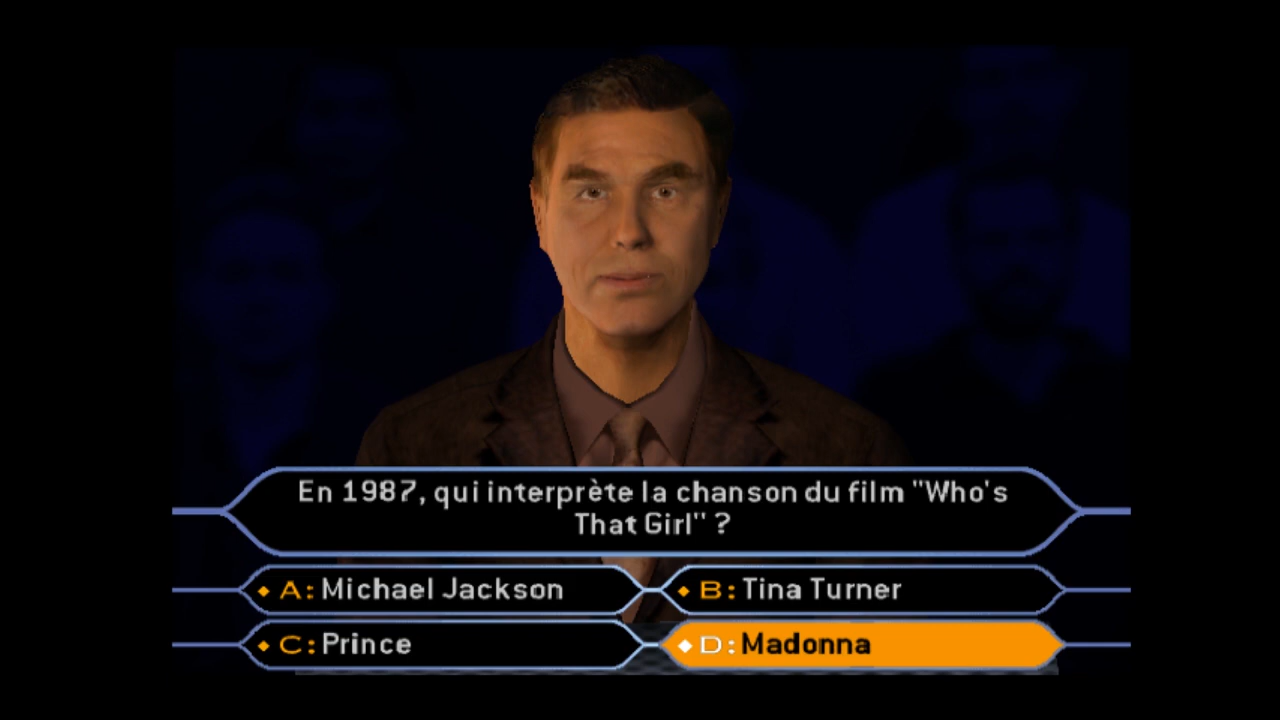 En 1987, qui interprète la chanson du film "Who's
That Girl" ?
A: Michael Jackson
B: Tina Turner
C: Prince
D: Madonna